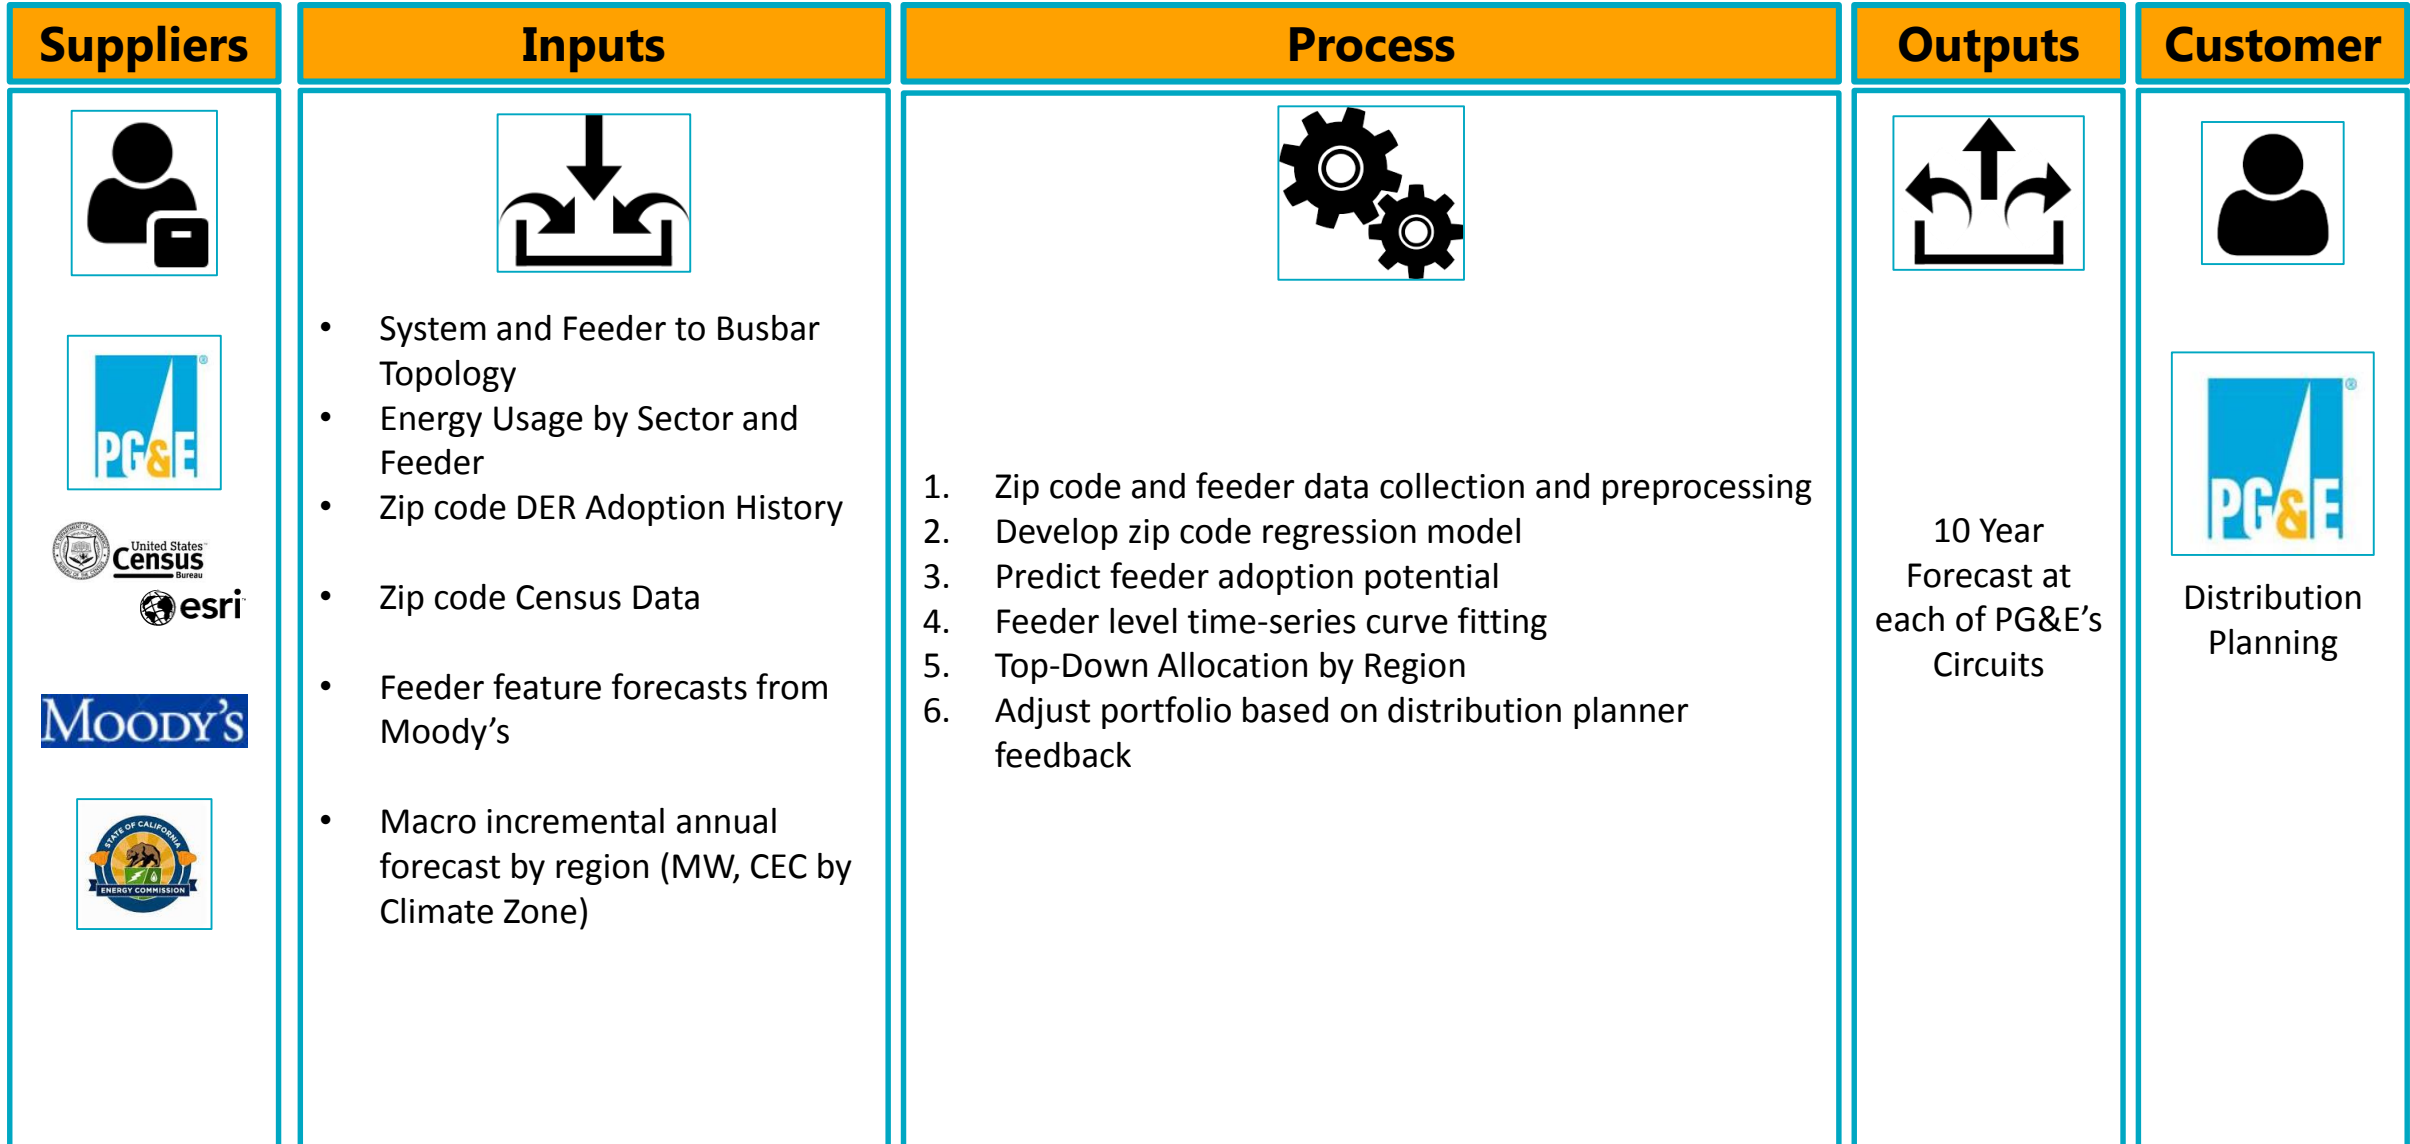 Suppliers
Inputs
Process
Outputs
Customer
PG&E®
United States™
Census
Bureau
esri
MOODY'S
STATE OF CALIFORNIA
ENERGY COMMISSION
• System and Feeder to Busbar
Topology
• Energy Usage by Sector and
Feeder
• Zip code DER Adoption History
• Zip code Census Data
• Feeder feature forecasts from
Moody's
• Macro incremental annual
forecast by region (MW, CEC by
Climate Zone)
1. Zip code and feeder data collection and preprocessing
2. Develop zip code regression model
3. Predict feeder adoption potential
4. Feeder level time-series curve fitting
5. Top-Down Allocation by Region
6. Adjust portfolio based on distribution planner
feedback
10 Year
Forecast at
each of PG&E's
Circuits
PG&E®
Distribution
Planning